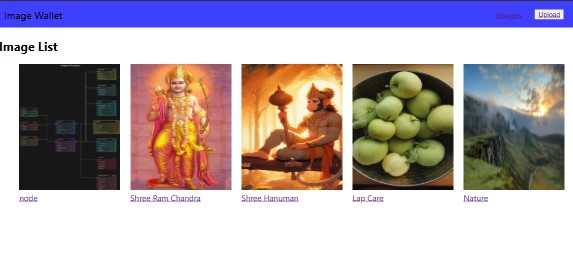 Image Wallet
Images
Upload
Image List
node
Shree Ram Chandra
Shree Hanuman
Lap Care
Nature